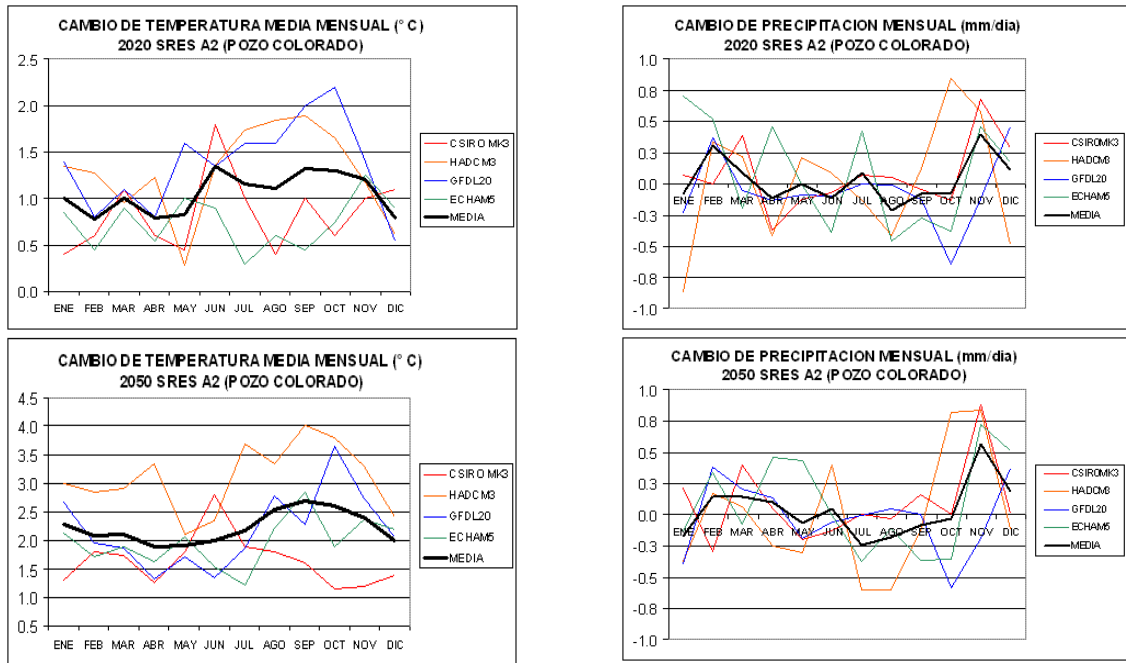 CAMBIO DE TEMPERATURA MEDIA MENSUAL (° C)
2020 SRES A2 (POZO COLORADO)
2.5
2.0
1.5
1.0
0.5
0.0
ENE FEB MAR ABR MAY JUN JUL AGO SEP OCT NOV DIC
CSIRO MK3
HADCM3
GFDL20
ECHAM5
MEDIA
CAMBIO DE PRECIPITACION MENSUAL (mm/dia)
2020 SRES A2 (POZO COLORADO)
1.0
0.8
0.5
0.3
0.0
-0.3
-0.5
-0.8
-1.0
ENE FEB MAR ABR MAY JUN JUL AGO SEP OCT NOV DIC
CSIROMK3
HADCM3
GFDL20
ECHAM5
MEDIA
CAMBIO DE TEMPERATURA MEDIA MENSUAL (° C)
2050 SRES A2 (POZO COLORADO)
4.5
4.0
3.5
3.0
2.5
2.0
1.5
1.0
0.5
ENE FEB MAR ABR MAY JUN JUL AGO SEP OCT NOV DIC
CSIRO MK3
HADCM3
GFDL20
ECHAM5
MEDIA
CAMBIO DE PRECIPITACION MENSUAL (mm/dia)
2050 SRES A2 (POZO COLORADO)
1.0
0.8
0.5
0.3
0.0
-0.3
-0.5
-0.8
-1.0
ENE FEB MAR ABR MAY JUN JUL AGO SEP OCT NOV DIC
CSIROMK3
HADCM3
GFDL20
ECHAM5
MEDIA